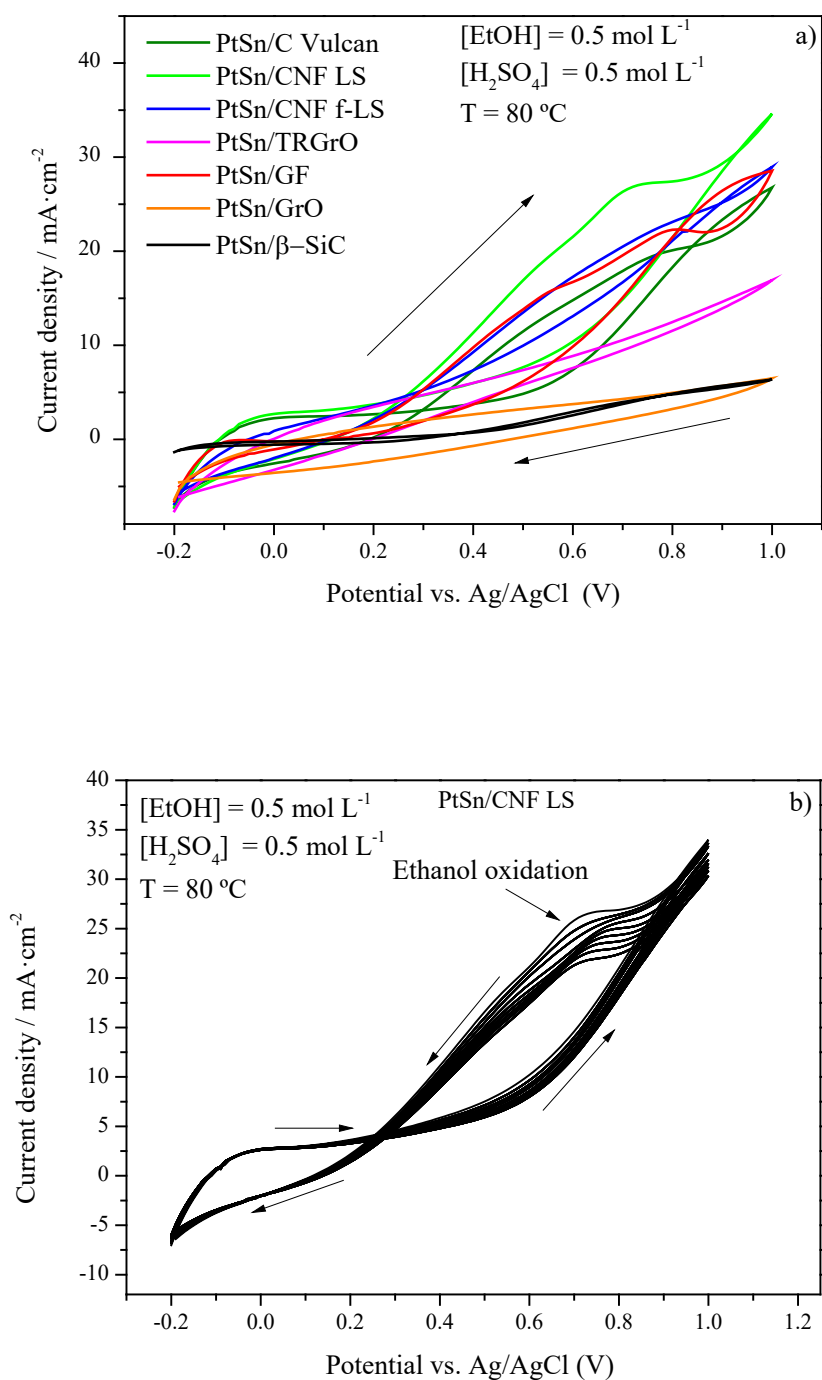 a)
[EtOH] = 0.5 mol L-1
[H2SO4] = 0.5 mol L-1
T = 80 ºC
PtSn/C Vulcan
PtSn/CNF LS
PtSn/CNF f-LS
PtSn/TRGrO
PtSn/GF
PtSn/GrO
PtSn/β–SiC
40
30
20
10
0
Current density / mA·cm-2
-0.2 0.0 0.2 0.4 0.6 0.8 1.0
Potential vs. Ag/AgCl (V)
b)
PtSn/CNF LS
[EtOH] = 0.5 mol L-1
[H2SO4] = 0.5 mol L-1
T = 80 ºC
Ethanol oxidation
40
35
30
25
20
15
10
5
0
-5
-10
Current density / mA·cm-2
-0.2 0.0 0.2 0.4 0.6 0.8 1.0 1.2
Potential vs. Ag/AgCl (V)